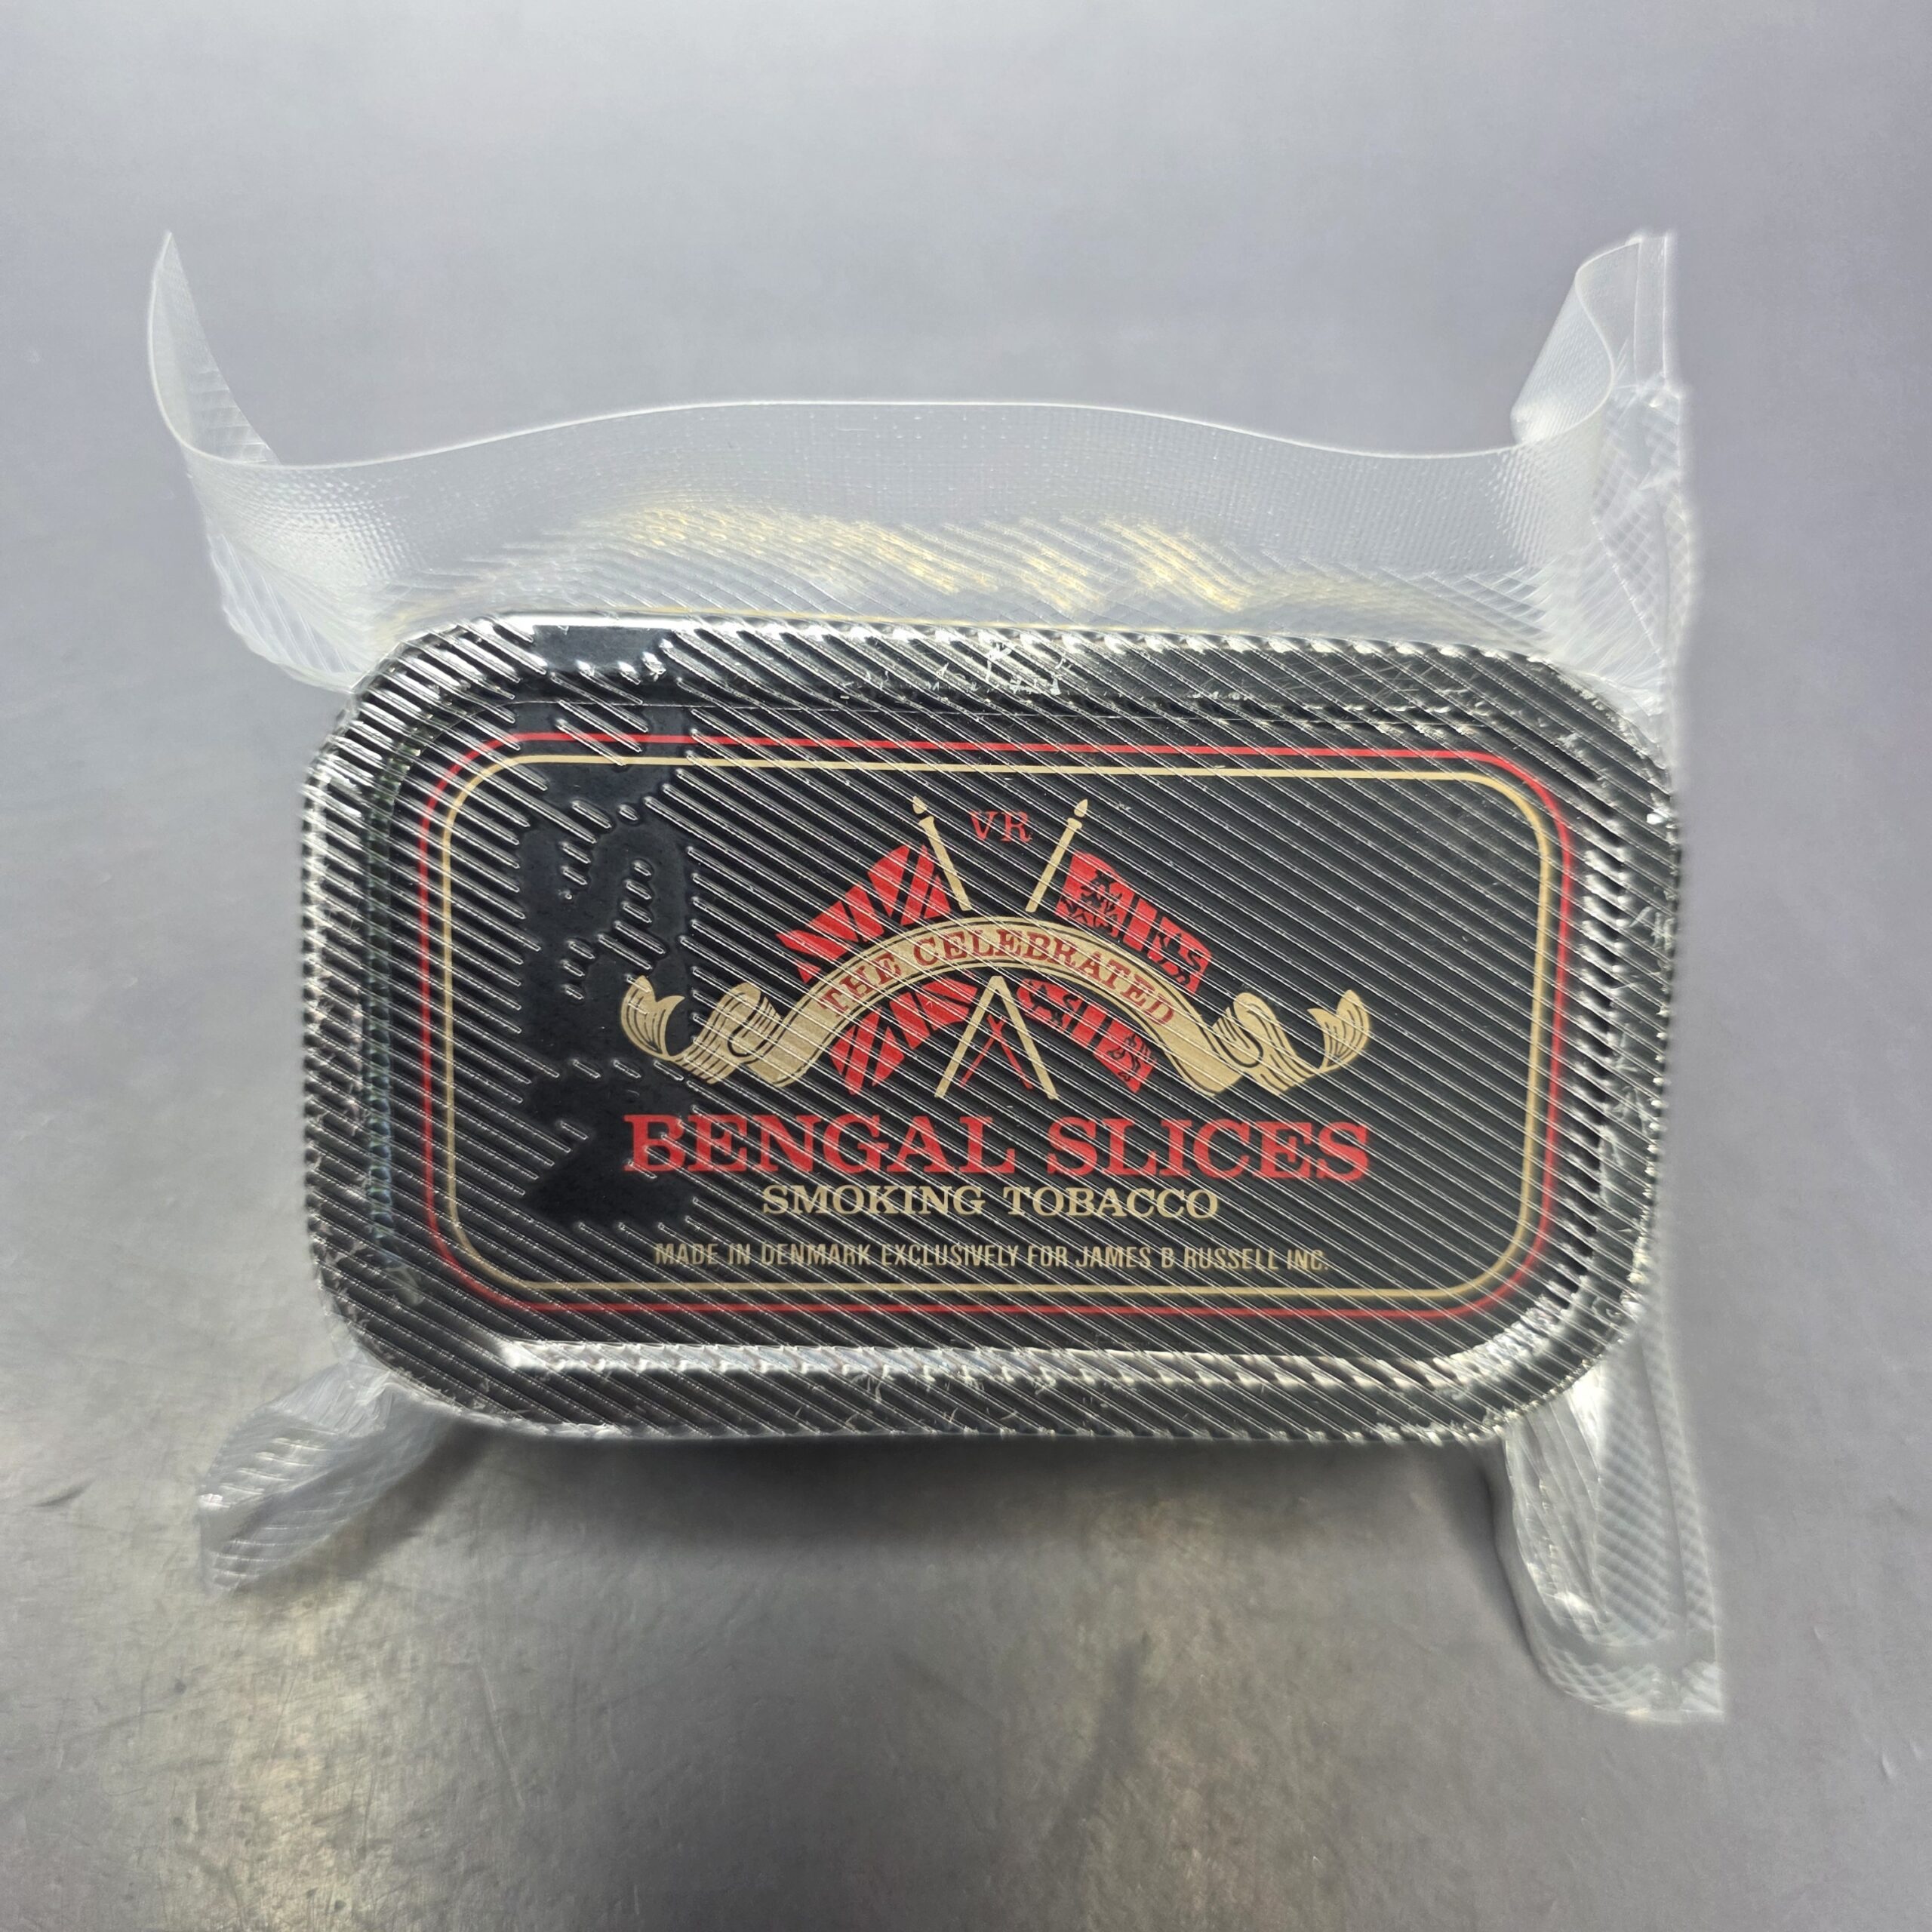 VR
THE CELEBRATED
BENGAL SLICES
SMOKING TOBACCO
MADE IN DENMARK EXCLUSIVELY FOR JAMES B RUSSELL INC.